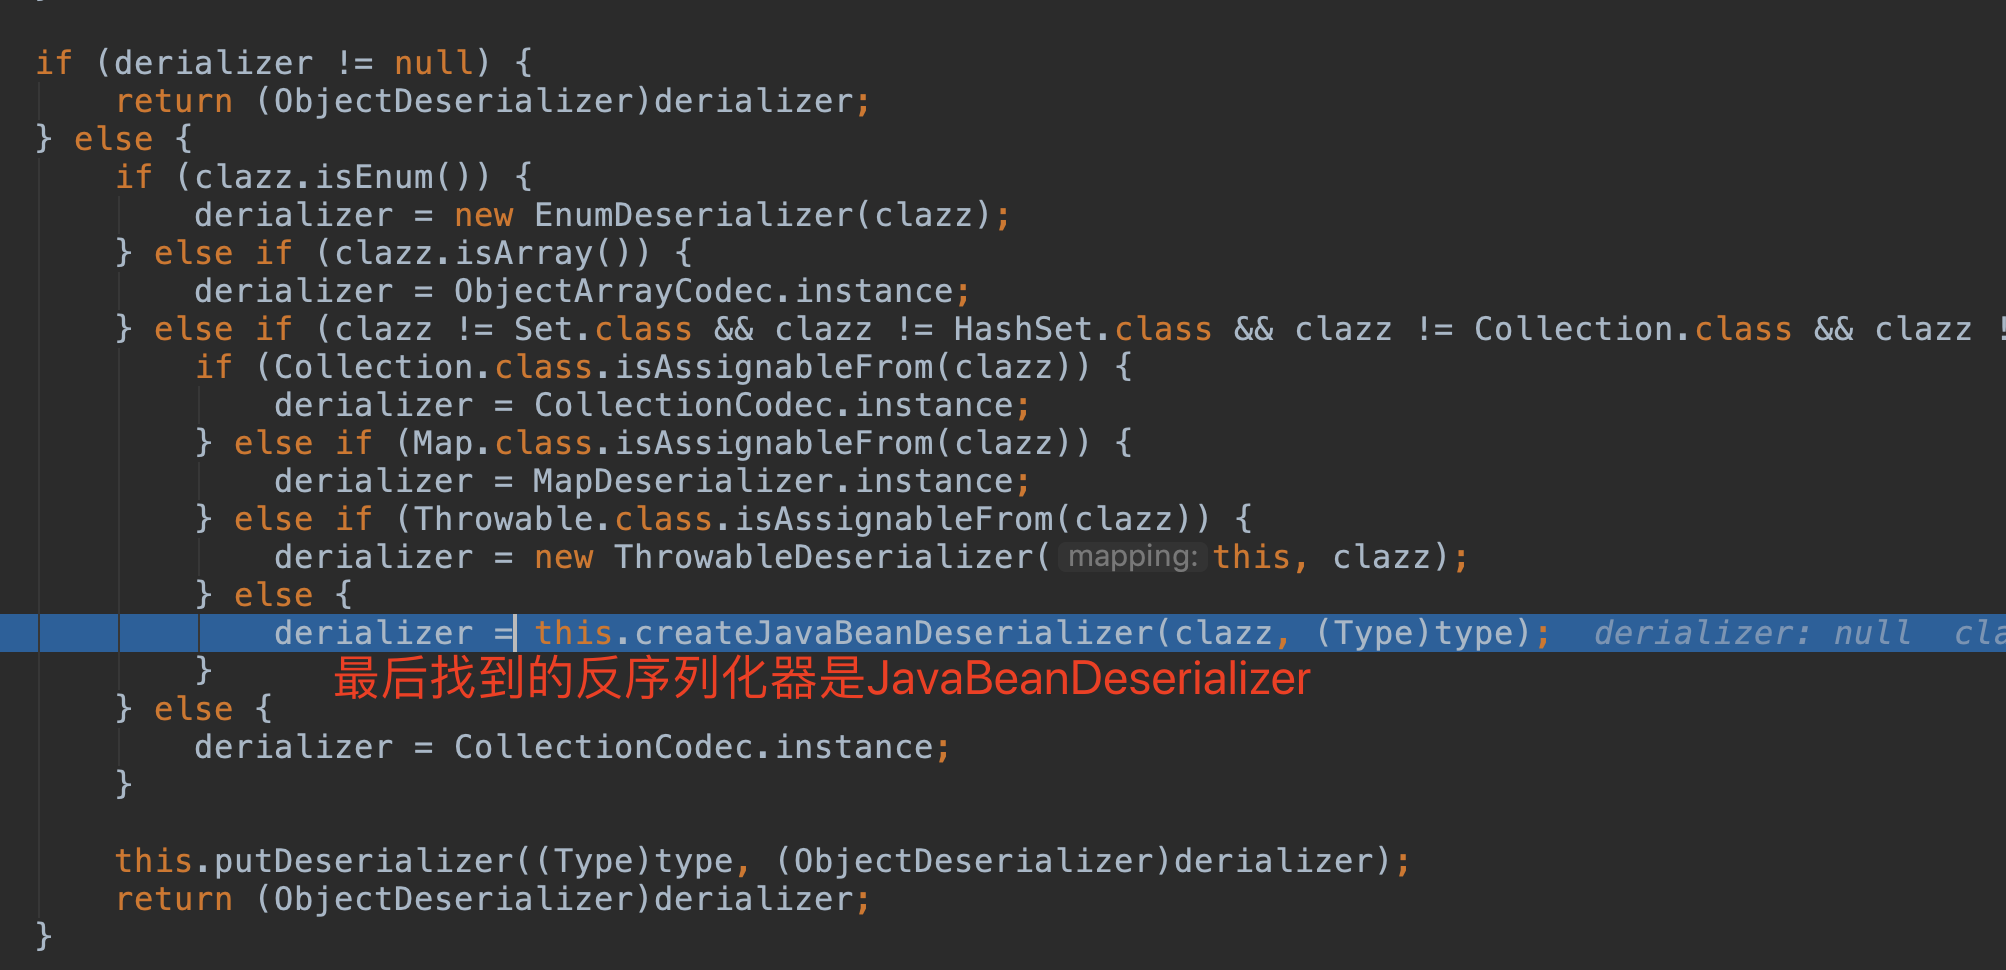 if (derializer != null) {
return (ObjectDeserializer)derializer;
} else {
if (clazz.isEnum()) {
derializer = new EnumDeserializer(clazz);
} else if (clazz.isArray()) {
derializer = ObjectArrayCodec.instance;
} else if (clazz != Set.class && clazz != HashSet.class && clazz != Collection.class && clazz !
if (Collection.class.isAssignableFrom(clazz)) {
derializer = CollectionCodec.instance;
} else if (Map.class.isAssignableFrom(clazz)) {
derializer = MapDeserializer.instance;
} else if (Throwable.class.isAssignableFrom(clazz)) {
derializer = new ThrowableDeserializer( mapping: this, clazz);
} else {
derializer = this.createJavaBeanDeserializer(clazz, (Type)type); derializer: null cla
}
最后找到的反序列化器是JavaBeanDeserializer
} else {
derializer = CollectionCodec.instance;
}
this.putDeserializer((Type)type, (ObjectDeserializer)derializer);
return (ObjectDeserializer)derializer;
}